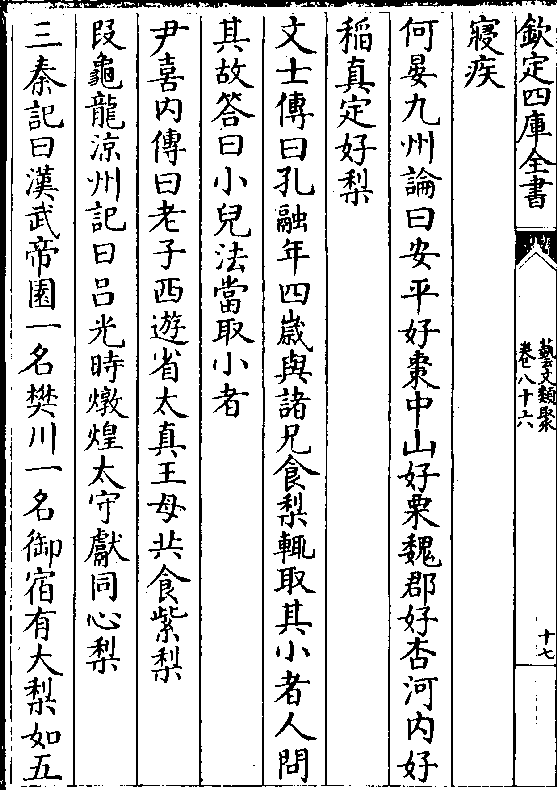 欽定四庫全書
藝文類聚
卷八十六
十七
寢疾
何晏九州論曰安平好棗中山好栗魏郡好杏河内好
稻真定好梨
文士傳曰孔融年四歲與諸兄食梨輒取其小者人問
其故答曰小兒法當取小者
尹喜内傳曰老子西遊省太真王母共食紫梨
段龜龍涼州記曰吕光時燉煌太守獻同心梨
三秦記曰漢武帝園一名樊川一名御宿有大梨如五